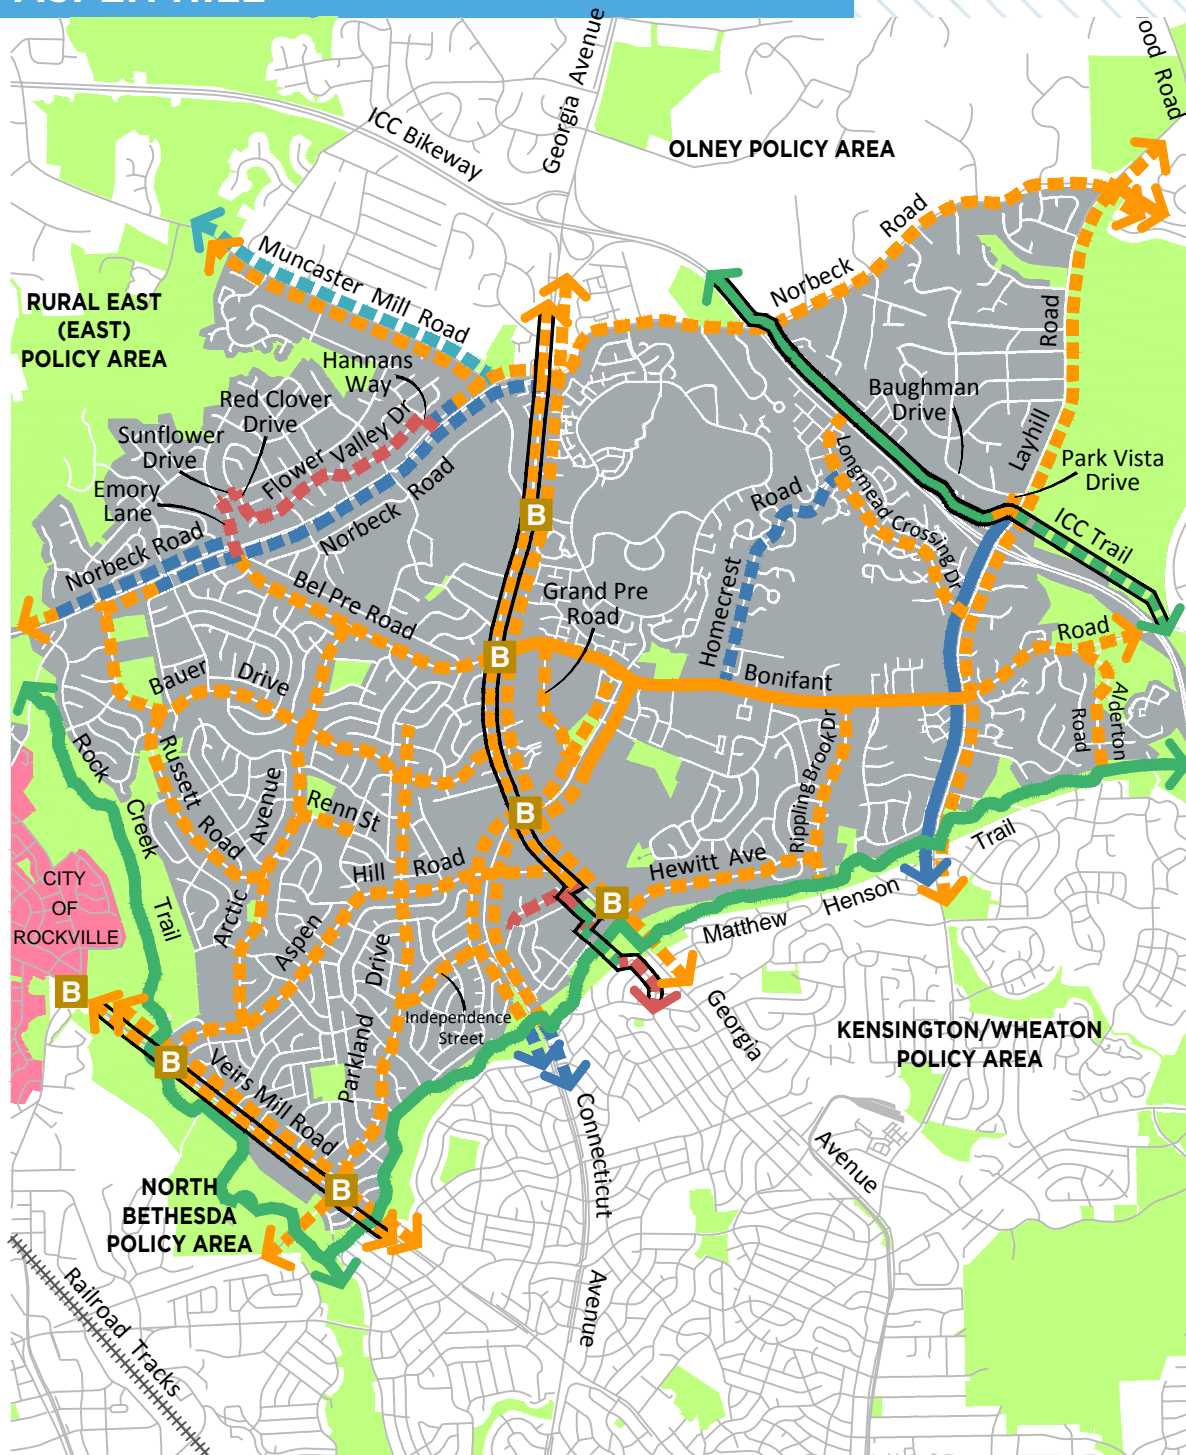 ASPEN HILL
Georgia Avenue
ood Road
ICC Bikeway
OLNEY POLICY AREA
Road
Norbeck
Muncaster Mill Road
RURAL EAST
(EAST)
POLICY AREA
Hannans
Way
Red Clover
Drive
Sunflower
Drive
Emory
Lane
Flower Valley Dr
Norbeck Road
Norbeck
Road
Road
Layhill
Baughman
Drive
Park Vista
Drive
ICC Trail
Longmead Crossing Dr
Road
Homecrest
B
Bel Pre Road
Grand Pre
Road
B
Bonifant
Road
Alderton
Road
Bauer Drive
Rock
Creek
Trail
Russett
Road
Avenue
Arctic
Renn St
Rippling Brook Dr
B
Hill Road
Aspen
Hewitt Ave
B
Trail
Henson
Matthew
CITY
OF
ROCKVILLE
B
Drive
Parkland
Independence
Street
Georgia
Avenue
KENSINGTON/WHEATON
POLICY AREA
B
Veirs Mill Road
B
Connecticut
Avenue
NORTH
BETHESDA
POLICY AREA
Railroad Tracks